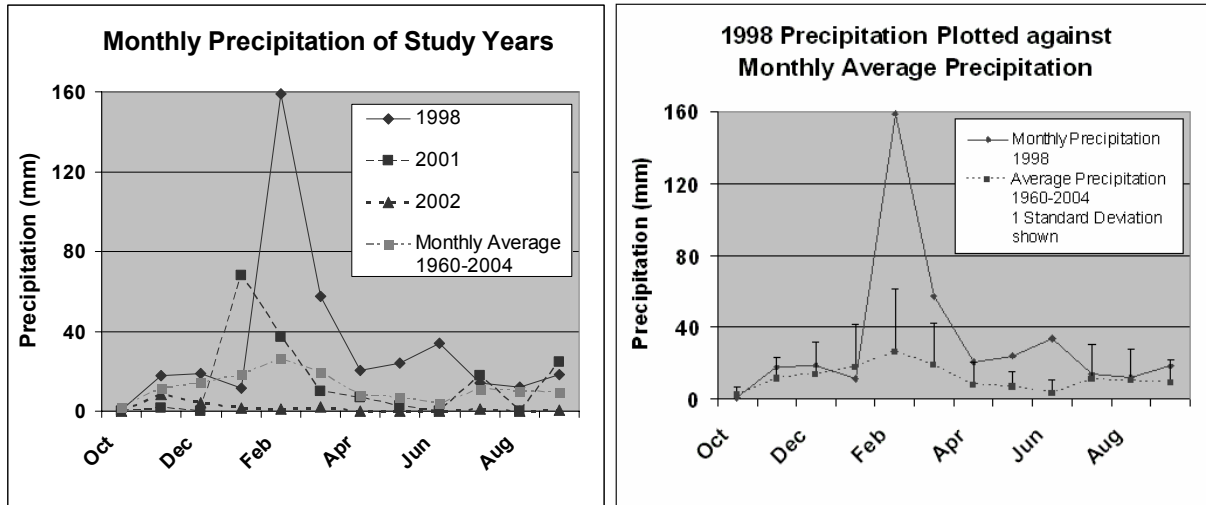 Monthly Precipitation of Study Years
Precipitation (mm)
160
120
80
40
0
Oct
Dec
Feb
Apr
Jun
Aug
1998
2001
2002
Monthly Average
1960-2004
1998 Precipitation Plotted against
Monthly Average Precipitation
Precipitation (mm)
160
120
80
40
0
Oct
Dec
Feb
Apr
Jun
Aug
Monthly Precipitation
1998
Average Precipitation
1960-2004
1 Standard Deviation
shown